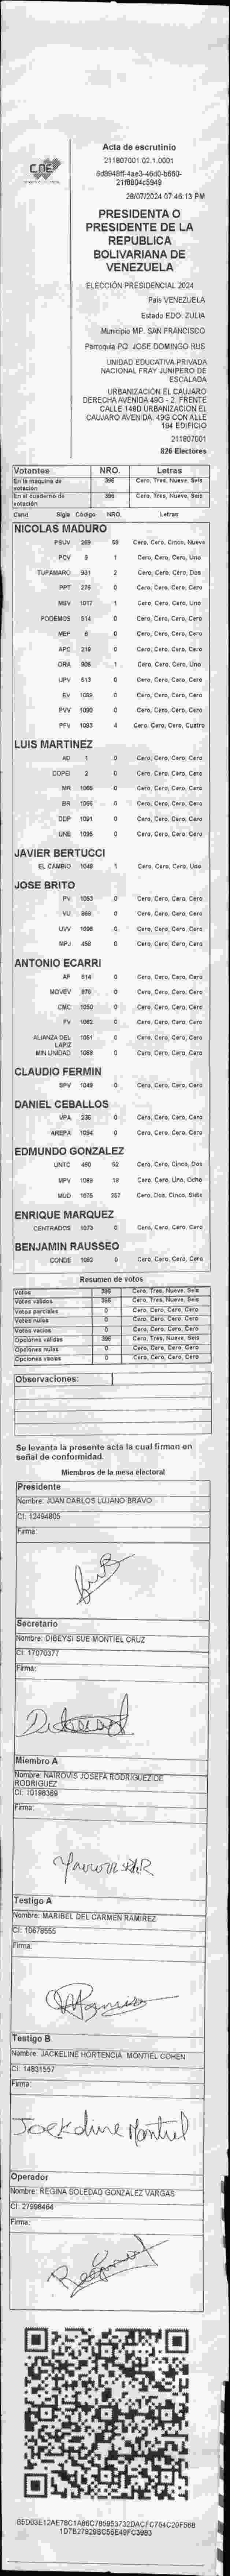 CNE
Acta de escrutinio
211807001.02.1.0001
28/07/2024 07:46:13 PM
PRESIDENTA O
PRESIDENTE DE LA
REPUBLICA
BOLIVARIANA DE
VENEZUELA
ELECCIÓN PRESIDENCIAL 2024
País VENEZUELA
Estado EDO. ZULIA
Municipio MP. SAN FRANCISCO
Parroquia PQ. JOSE DOMINGO RUS
UNIDAD EDUCATIVA PRIVADA
NACIONAL FRAY JUNIPERO DE
ESCALADA
URBANIZACIÓN EL CAUJARO
DERECHA AVENIDA 49G - 2. FRENTE
CALLE 149D URBANIZACION EL
CAUJARO AVENIDA. 49G CON ALLE
194 EDIFICIO
211807001
826 Electores
Votantes NRO. Letras
En la maquina de votación 396 Cero, Tres, Nueve, Seis
En el cuaderno de votación 396 Cero, Tres, Nueve, Seis
Cand. Sigla Código NRO. Letras
NICOLAS MADURO
PSUV 269 59 Cero, Cero, Cinco, Nueve
PCV 9 1 Cero, Cero, Cero, Uno
TUPAMARO 931 2 Cero, Cero, Cero, Dos
PPT 276 0 Cero, Cero, Cero, Cero
MSV 1017 1 Cero, Cero, Cero, Uno
PODEMOS 514 0 Cero, Cero, Cero, Cero
MEP 6 0 Cero, Cero, Cero, Cero
APC 219 0 Cero, Cero, Cero, Cero
ORA 906 1 Cero, Cero, Cero, Uno
UPV 513 0 Cero, Cero, Cero, Cero
EV 1088 0 Cero, Cero, Cero, Cero
PVV 1090 0 Cero, Cero, Cero, Cero
PFV 1093 4 Cero, Cero, Cero, Cuatro
LUIS MARTINEZ
AD 1 0 Cero, Cero, Cero, Cero
COPEI 2 0 Cero, Cero, Cero, Cero
MR 1066 0 Cero, Cero, Cero, Cero
BR 1056 0 Cero, Cero, Cero, Cero
DDP 1091 0 Cero, Cero, Cero, Cero
UNE 1095 0 Cero, Cero, Cero, Cero
JAVIER BERTUCCI
EL CAMBIO 1048 1 Cero, Cero, Cero, Uno
JOSE BRITO
PV 1053 0 Cero, Cero, Cero, Cero
VU 868 0 Cero, Cero, Cero, Cero
UVV 1096 0 Cero, Cero, Cero, Cero
MPJ 458 0 Cero, Cero, Cero, Cero
ANTONIO ECARRI
AP 814 0 Cero, Cero, Cero, Cero
MOVEV 879 0 Cero, Cero, Cero, Cero
CMC 1050 0 Cero, Cero, Cero, Cero
FV 1062 0 Cero, Cero, Cero, Cero
ALIANZA DEL LAPIZ 1051 0 Cero, Cero, Cero, Cero
MIN UNIDAD 1088 0 Cero, Cero, Cero, Cero
CLAUDIO FERMIN
SPV 1049 0 Cero, Cero, Cero, Cero
DANIEL CEBALLOS
VPA 236 0 Cero, Cero, Cero, Cero
AREPA 1094 0 Cero, Cero, Cero, Cero
EDMUNDO GONZALEZ
UNTC 460 52 Cero, Cero, Cinco, Dos
MPV 1069 18 Cero, Cero, Uno, Ocho
MUD 1076 257 Cero, Dos, Cinco, Siete
ENRIQUE MARQUEZ
CENTRADOS 1073 0 Cero, Cero, Cero, Cero
BENJAMIN RAUSSEO
CONDE 1092 0 Cero, Cero, Cero, Cero
Resumen de votos
Votos 396 Cero, Tres, Nueve, Seis
Votos válidos 396 Cero, Tres, Nueve, Seis
Votos parciales 0 Cero, Cero, Cero, Cero
Votos nulos 0 Cero, Cero, Cero, Cero
Votos vacíos 0 Cero, Cero, Cero, Cero
Opciones válidas 396 Cero, Tres, Nueve, Seis
Opciones nulas 0 Cero, Cero, Cero, Cero
Opciones vacías 0 Cero, Cero, Cero, Cero
Observaciones:
Se levanta la presente acta la cual firman en
señal de conformidad.
Miembros de la mesa electoral
Presidente
Nombre: JUAN CARLOS LUJANO BRAVO
CI: 12494805
Firma:
Secretario
Nombre: DIBEYSI SUE MONTIEL CRUZ
CI: 17070377
Firma:
Miembro A
Nombre: NAIROVIS JOSEFA RODRIGUEZ DE
RODRIGUEZ
CI: 10198369
Firma:
Testigo A
Nombre: MARIBEL DEL CARMEN RAMIREZ
CI: 10678555
Firma:
Testigo B
Nombre: JACKELINE HORTENCIA MONTIEL COHEN
CI: 14831557
Firma:
Jackeline Montiel
Operador
Nombre: REGINA SOLEDAD GONZALEZ VARGAS
CI: 27998464
Firma: